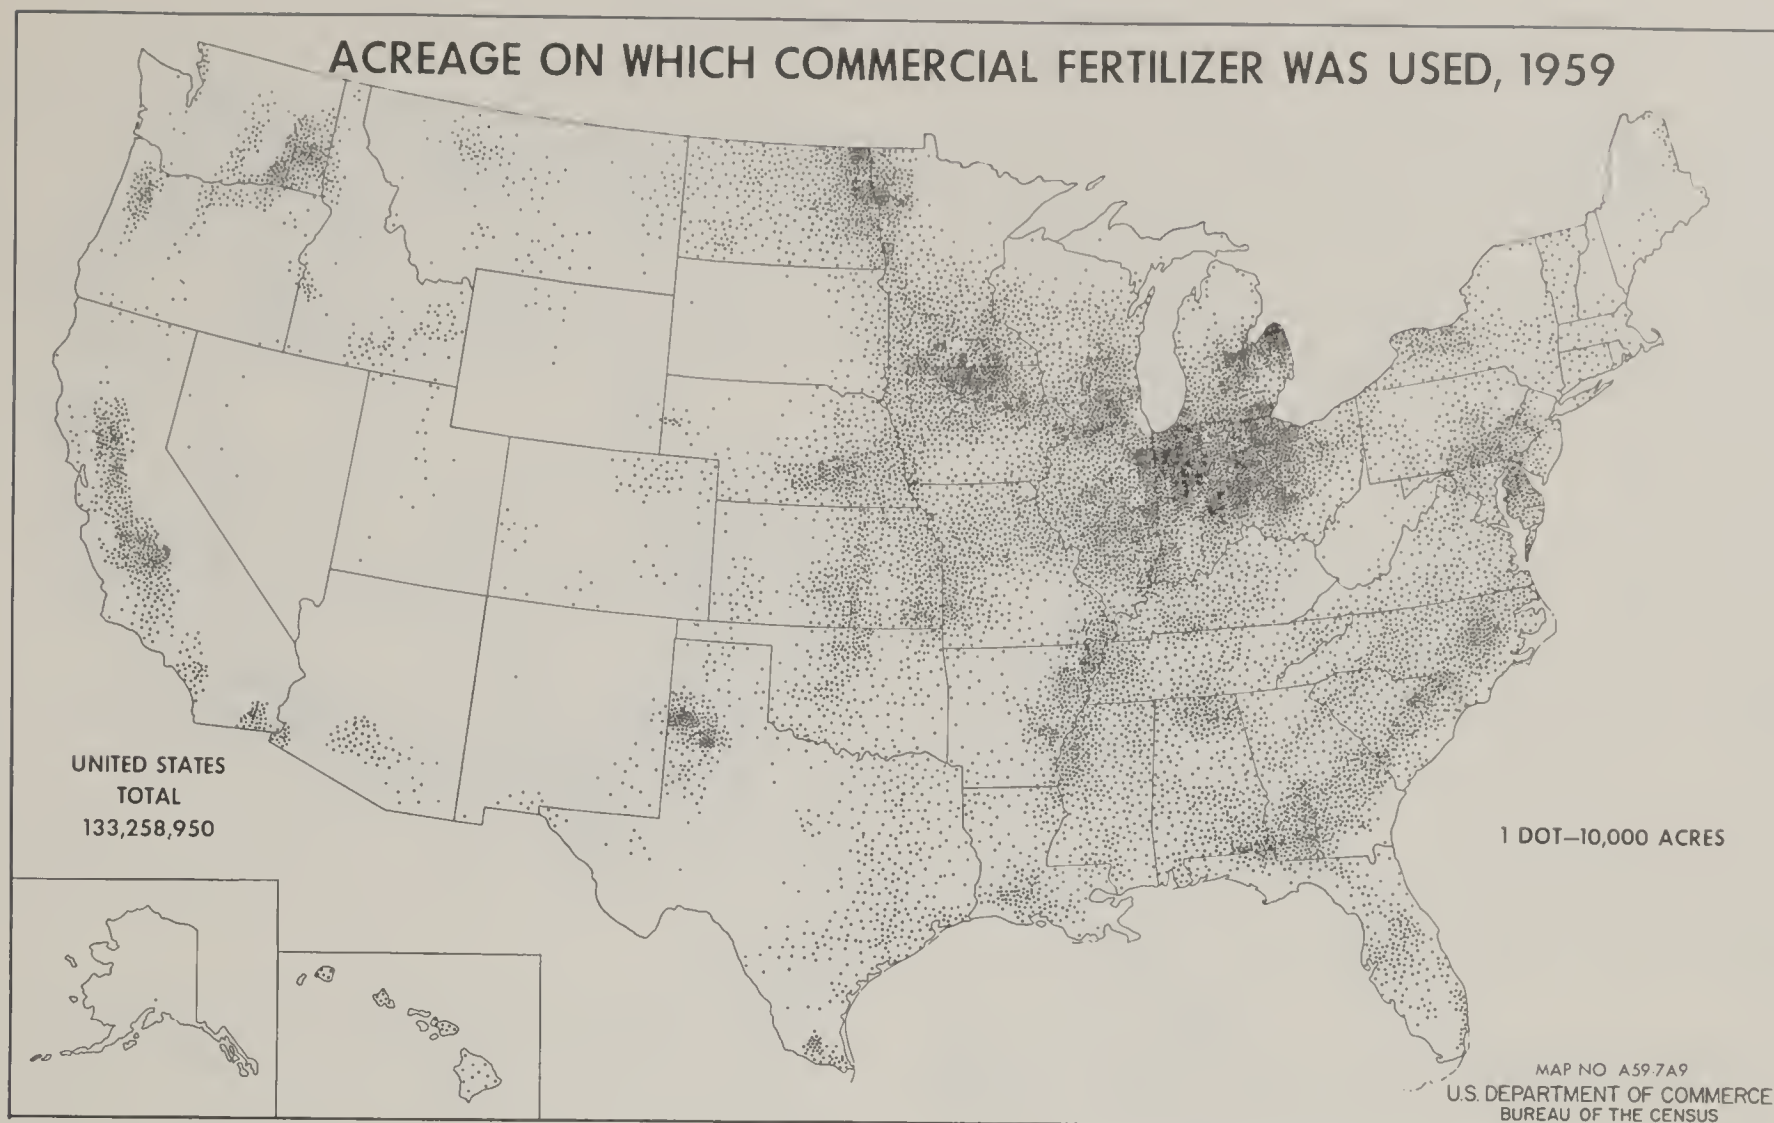 ACREAGE ON WHICH COMMERCIAL FERTILIZER WAS USED, 1959
UNITED STATES
TOTAL
133,258,950
1 DOT—10,000 ACRES
MAP NO A59-7A9
U.S. DEPARTMENT OF COMMERCE
BUREAU OF THE CENSUS